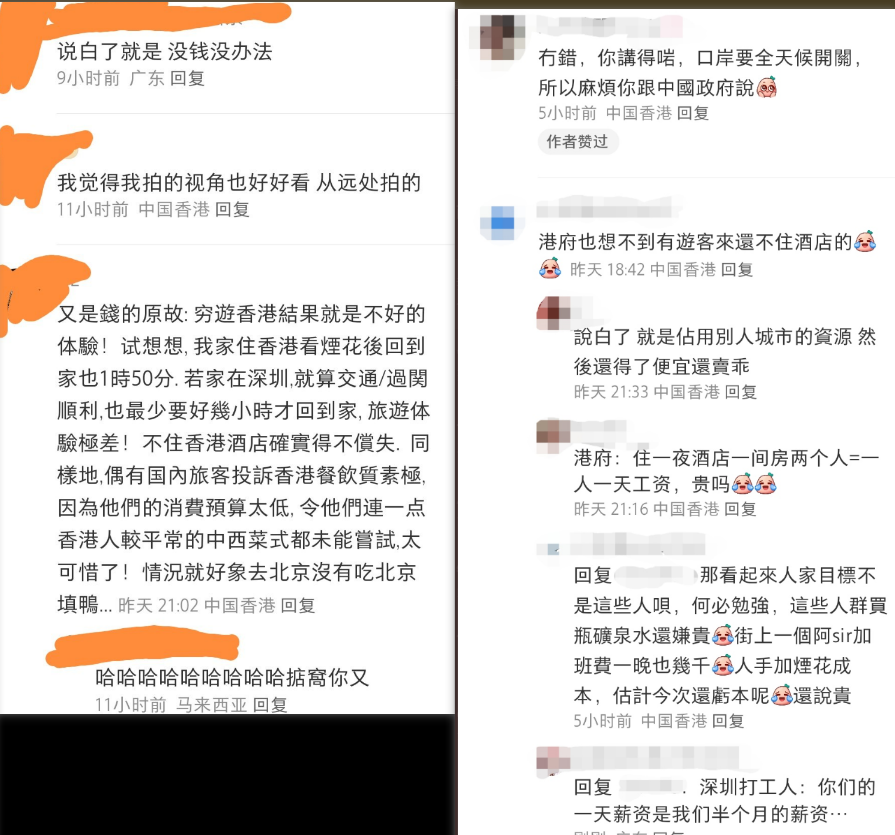 说白了就是 没钱没办法
9小时前 广东 回复
我觉得我拍的视角也好好看 从远处拍的
11小时前 中国香港 回复
又是錢的原故: 穷遊香港結果就是不好的
体驗！试想想, 我家住香港看煙花後回到
家也1時50分. 若家在深圳,就算交通/過関
順利,也最少要好幾小時才回到家, 旅遊体
驗極差！不住香港酒店確實得不償失. 同
樣地,偶有国內旅客投訴香港餐飲质素極,
因為他們的消費預算太低, 令他們連一点
香港人較平常的中西菜式都未能嘗試,太
可惜了！情況就好象去北京沒有吃北京
填鴨... 昨天 21:02 中国香港 回复
哈哈哈哈哈哈哈哈哈掂窩你又
11小时前 马来西亚 回复
冇錯，你講得啱，口岸要全天候開關，
所以麻煩你跟中國政府說
5小时前 中国香港 回复
作者赞过
港府也想不到有遊客來還不住酒店的
昨天 18:42 中国香港 回复
說白了 就是佔用別人城市的資源 然
後還得了便宜還賣乖
昨天 21:33 中国香港 回复
港府：住一夜酒店一间房两个人=一
人一天工资，贵吗
昨天 21:16 中国香港 回复
回复 那看起來人家目標不
是這些人唄，何必勉強，這些人群買
瓶礦泉水還嫌貴街上一個阿sir加
班費一晚也幾千人手加煙花成
本，估計今次還虧本呢還說貴
5小时前 中国香港 回复
回复 . 深圳打工人：你们的
一天薪资是我们半个月的薪资…